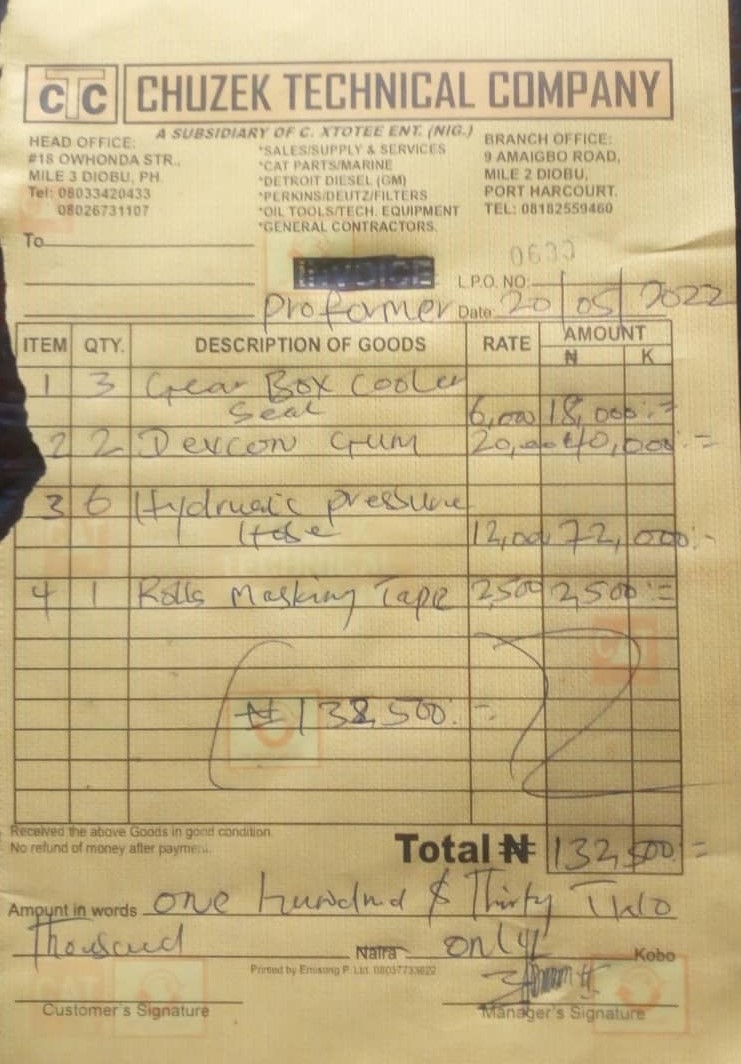 CTC CHUZEK TECHNICAL COMPANY
A SUBSIDIARY OF C. XTOTEE ENT. (NIG.)
HEAD OFFICE:
#18 OWHONDA STR.,
MILE 3 DIOBU, PH.
Tel: 08033420433
08026731107
*SALES/SUPPLY & SERVICES
*CAT PARTS/MARINE
*DETROIT DIESEL (GM)
*PERKINS/DEUTZ/FILTERS
*OIL TOOLS/TECH. EQUIPMENT
*GENERAL CONTRACTORS.
BRANCH OFFICE:
9 AMAIGBO ROAD,
MILE 2 DIOBU,
PORT HARCOURT.
TEL: 08182559460
To
INVOICE
L.P.O. NO:
Proformer Date: 20/05/2022
ITEM QTY. DESCRIPTION OF GOODS RATE AMOUNT
₦ K
1 3 Gear Box Cooler
Seal 6,000 18,000:=
2 2 Devcon Gum 20,000 40,000:=
3 6 Hydrualic pressure
Hose 12,000 72,000:-
4 1 Rolls Masking Tape 2,500 2,500:=
Received the above Goods in good condition
No refund of money after payment.
Total ₦ 132,500:=
Amount in words one hundred & Thirty Two
Thousand Naira only Kobo
Printed by Emisong P. Ltd. 08037733622
Customer's Signature
Manager's Signature